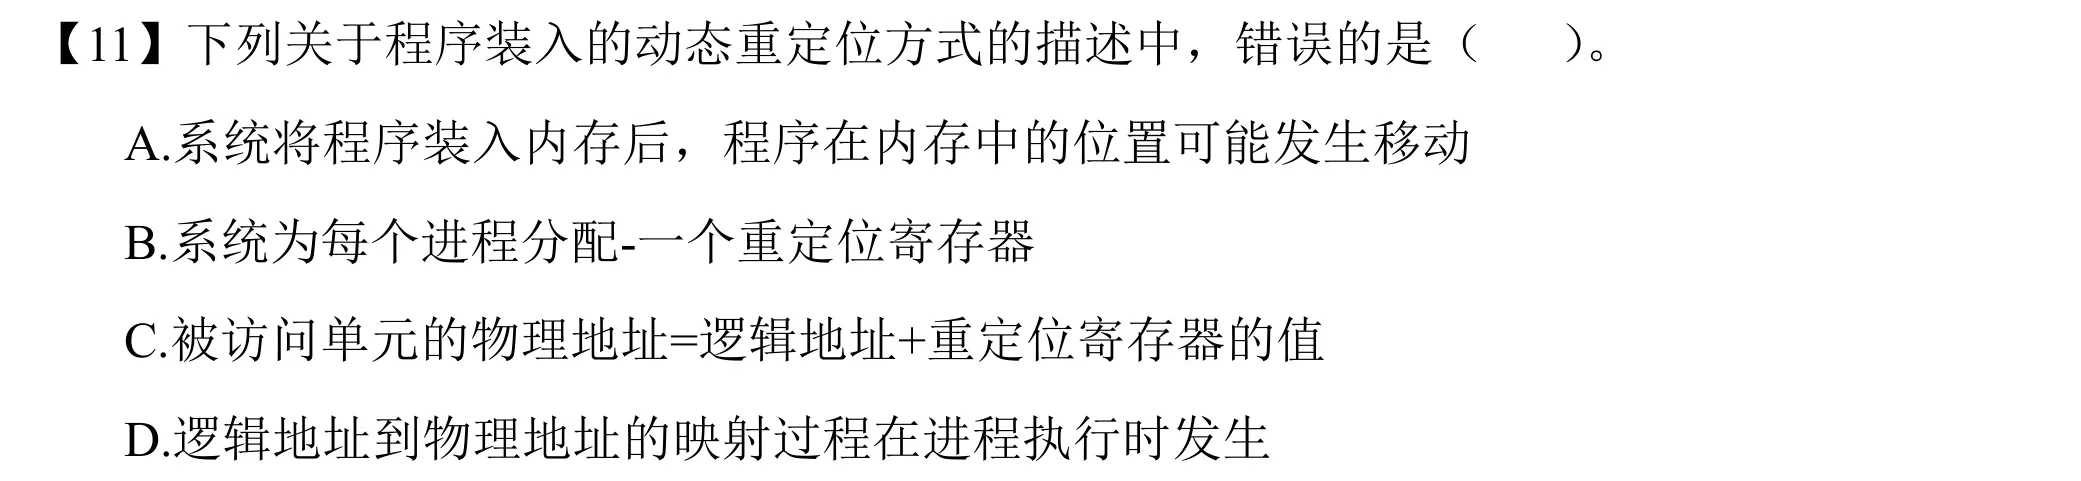 【11】下列关于程序装入的动态重定位方式的描述中，错误的是（　　）。
A.系统将程序装入内存后，程序在内存中的位置可能发生移动
B.系统为每个进程分配-一个重定位寄存器
C.被访问单元的物理地址=逻辑地址+重定位寄存器的值
D.逻辑地址到物理地址的映射过程在进程执行时发生